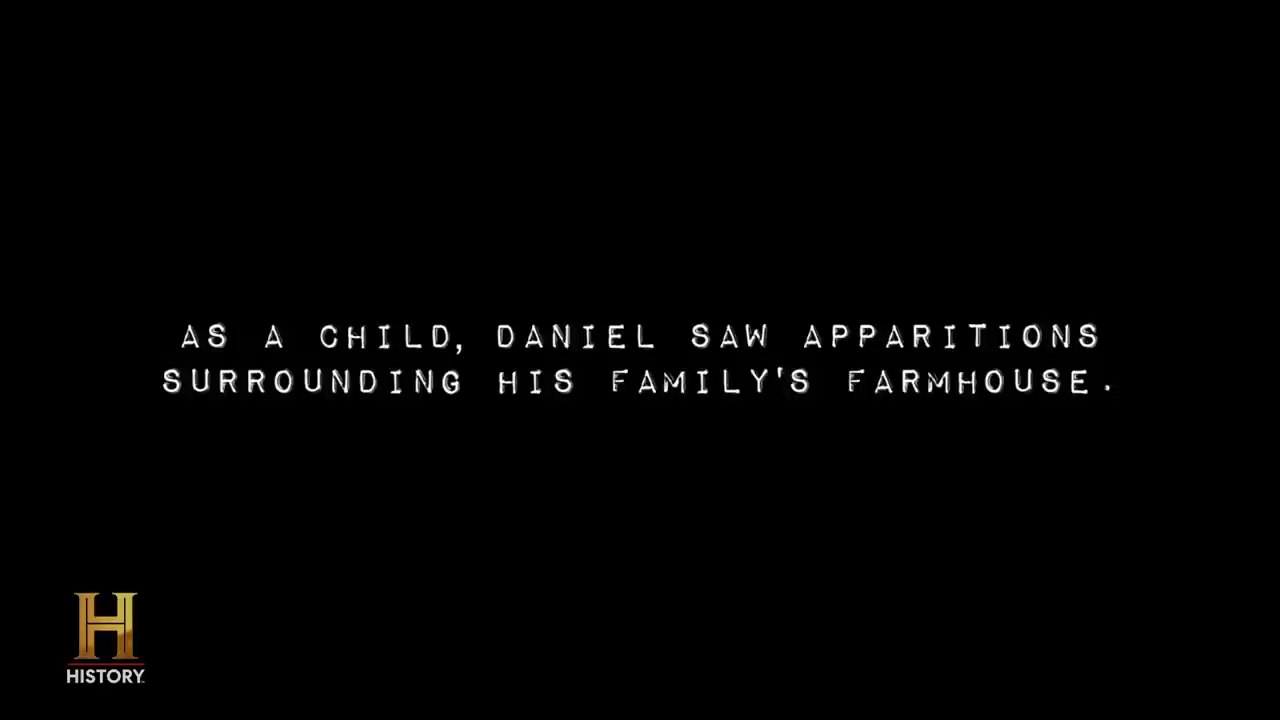 AS A CHILD, DANIEL SAW APPARITIONS
SURROUNDING HIS FAMILY'S FARMHOUSE.
H
HISTORY